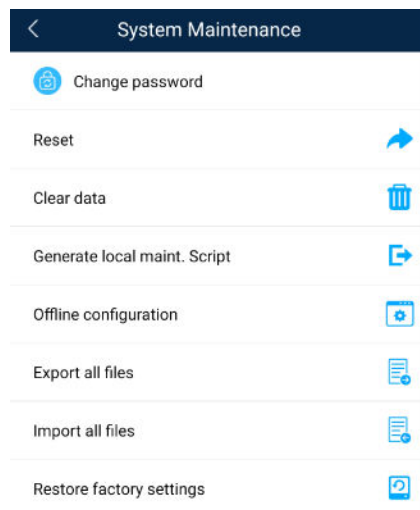 System Maintenance
Change password
Reset
Clear data
Generate local maint. Script
Offline configuration
Export all files
Import all files
Restore factory settings